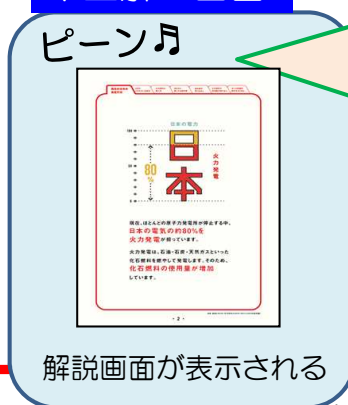 ピーン♬
日本の電力
日本
火力発電
80
%
現在、ほとんどの原子力発電所が停止する中、
日本の電気の約80%を
火力発電が担っています。
火力発電は、石油・石炭・天然ガスといった
化石燃料を燃やして発電します。そのため、
化石燃料の使用量が増加
しています。
- 2 -
解説画面が表示される